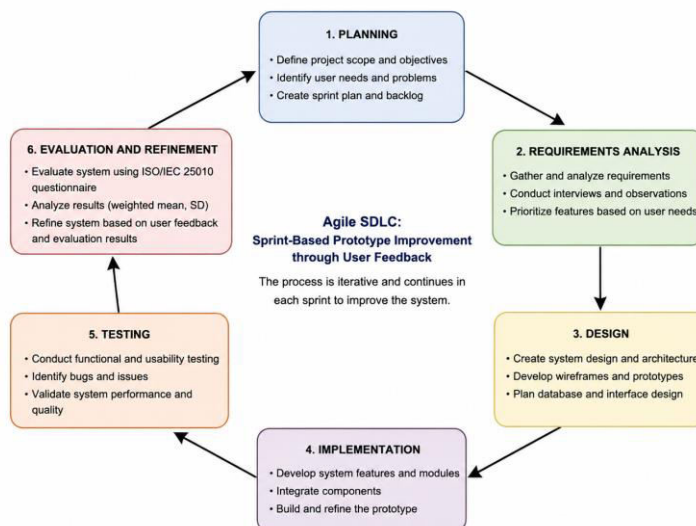 1. PLANNING
• Define project scope and objectives
• Identify user needs and problems
• Create sprint plan and backlog
2. REQUIREMENTS ANALYSIS
• Gather and analyze requirements
• Conduct interviews and observations
• Prioritize features based on user needs
3. DESIGN
• Create system design and architecture
• Develop wireframes and prototypes
• Plan database and interface design
4. IMPLEMENTATION
• Develop system features and modules
• Integrate components
• Build and refine the prototype
5. TESTING
• Conduct functional and usability testing
• Identify bugs and issues
• Validate system performance and
quality
6. EVALUATION AND REFINEMENT
• Evaluate system using ISO/IEC 25010
questionnaire
• Analyze results (weighted mean, SD)
• Refine system based on user feedback
and evaluation results
Agile SDLC:
Sprint-Based Prototype Improvement
through User Feedback
The process is iterative and continues in
each sprint to improve the system.